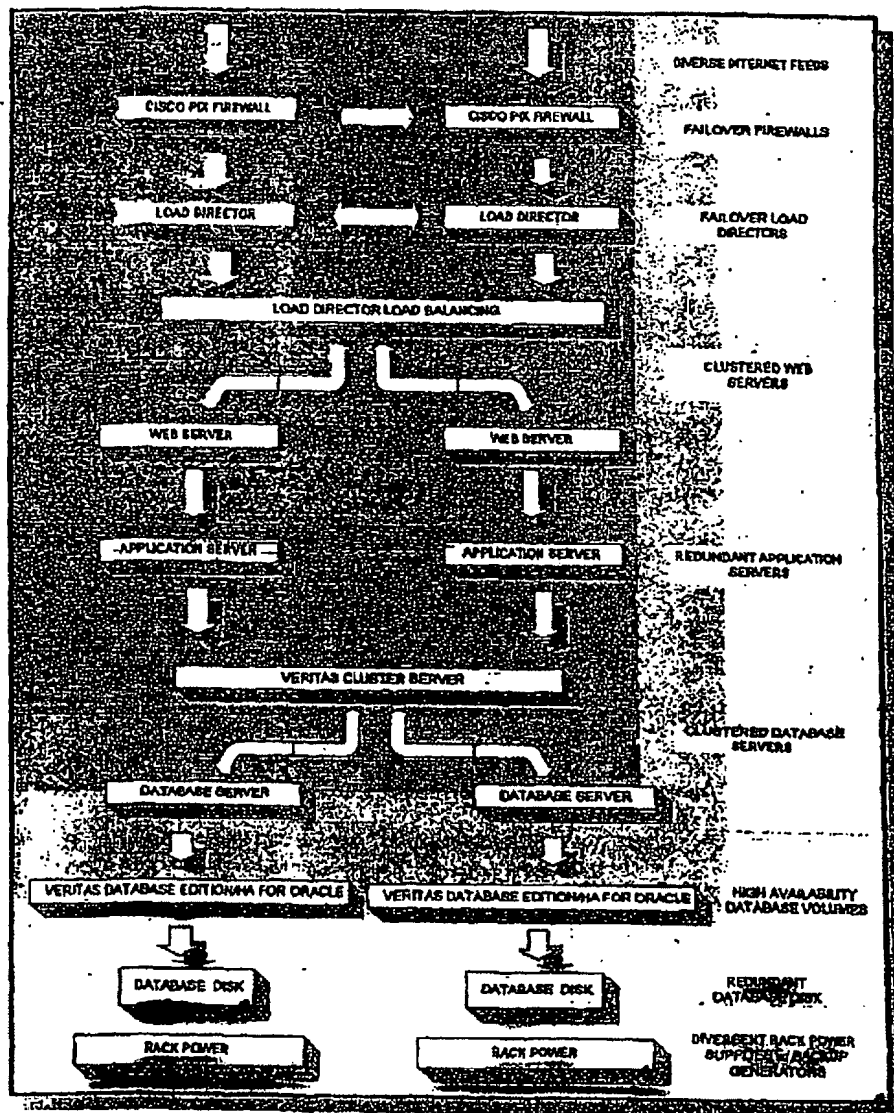 DIVERSE INTERNET FEEDS
CISCO PIX FIREWALL
CISCO PIX FIREWALL
FAILOVER FIREWALLS
LOAD DIRECTOR
LOAD DIRECTOR
FAILOVER LOAD
DIRECTORS
LOAD DIRECTOR LOAD BALANCING
CLUSTERED WEB
SERVERS
WEB SERVER
WEB SERVER
APPLICATION SERVER
APPLICATION SERVER
REDUNDANT APPLICATION
SERVERS
VERITAS CLUSTER SERVER
CLUSTERED DATABASE
SERVERS
DATABASE SERVER
DATABASE SERVER
VERITAS DATABASE EDITION/HA FOR ORACLE
VERITAS DATABASE EDITION/HA FOR ORACLE
HIGH AVAILABILITY
DATABASE VOLUMES
DATABASE DISK
DATABASE DISK
REDUNDANT
DATABASE DISK
RACK POWER
RACK POWER
DIVERGENT RACK POWER
GENERATORS